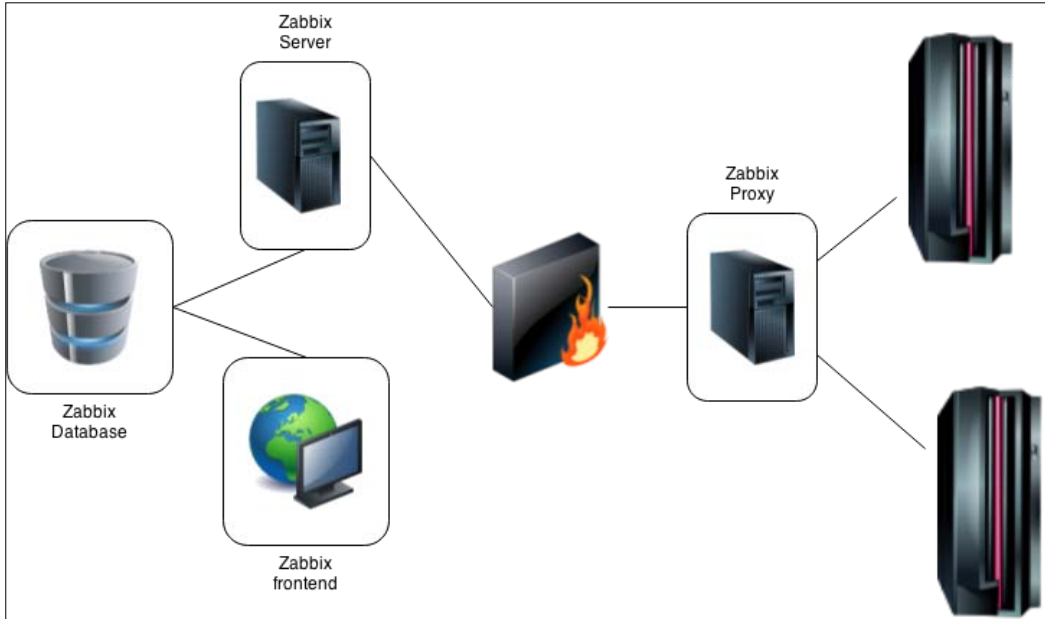 Zabbix
Server
Zabbix
Proxy
Zabbix
Database
Zabbix
frontend